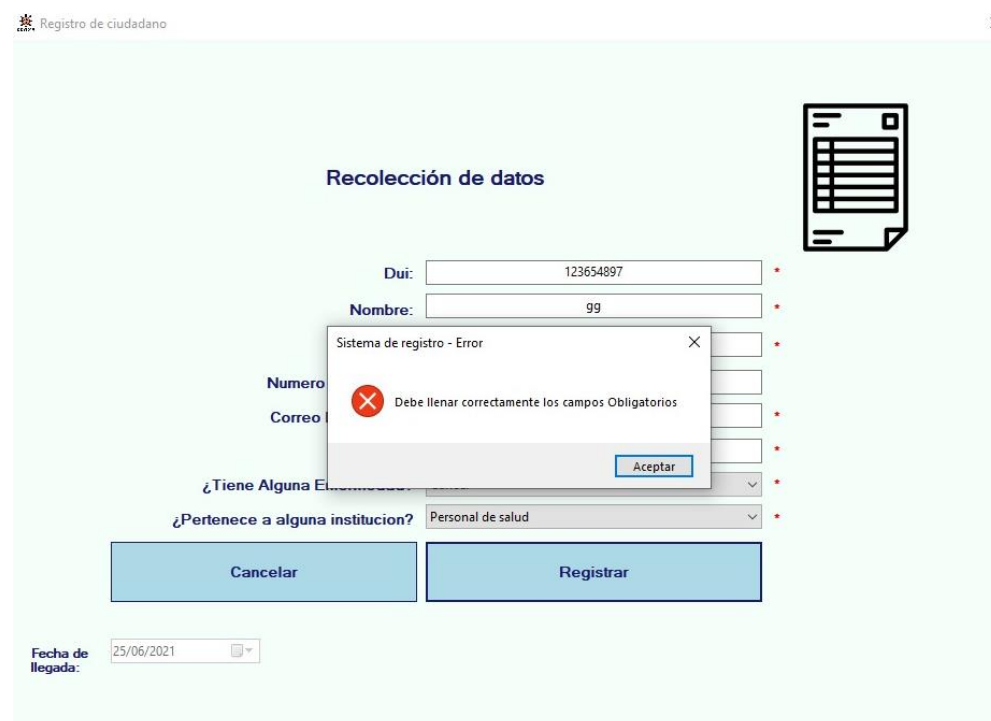 Registro de ciudadano
Recolección de datos
Dui:
123654897
*
Nombre:
gg
*
Sistema de registro - Error
*
Numero
Debe llenar correctamente los campos Obligatorios
Correo
*
*
Aceptar
¿Tiene Alguna
*
¿Pertenece a alguna institucion?
Personal de salud
*
Cancelar
Registrar
Fecha de
llegada:
25/06/2021